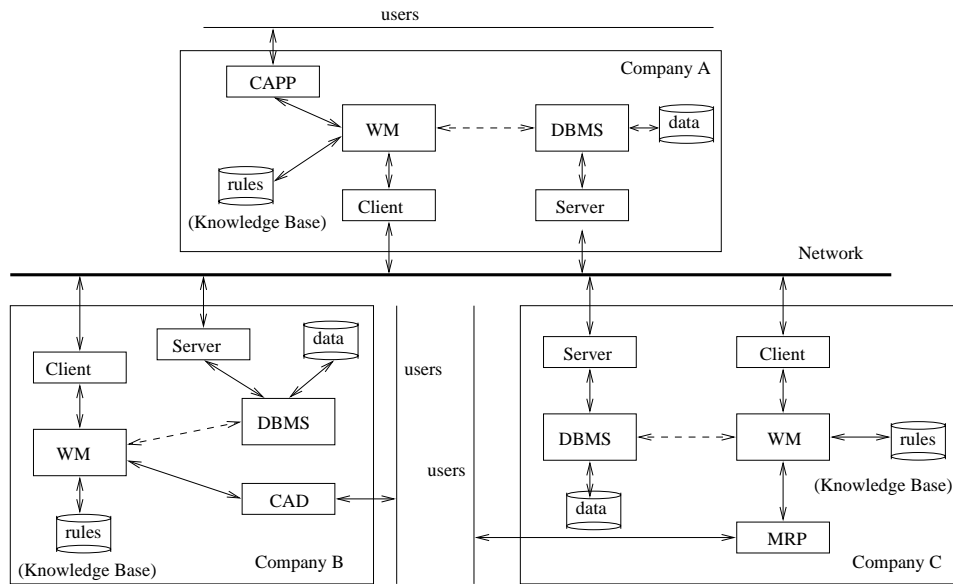 users
Company A
CAPP
WM
DBMS
data
rules
(Knowledge Base)
Client
Server
Network
Server
data
Client
users
DBMS
WM
CAD
rules
Company B
(Knowledge Base)
users
Server
Client
DBMS
WM
rules
(Knowledge Base)
data
MRP
Company C